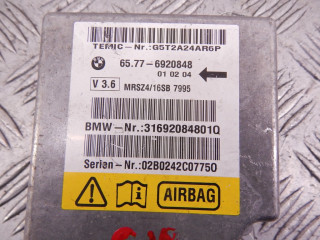 TEMIC-Nr.:G5T2A24AR6P
65.77-6920848
01 02 04
V 3.6
MRSZ4/16SB 7995
BMW-Nr.:31692084801Q
Serien-Nr.:02B0242C0775O
AIRBAG